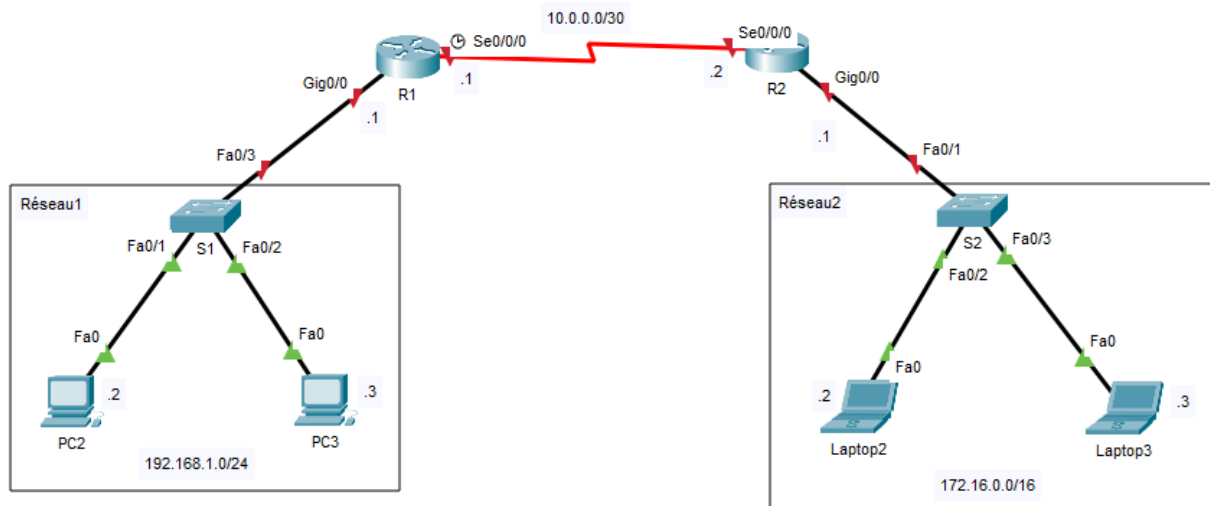 10.0.0.0/30
Se0/0/0
Se0/0/0
.1
.2
R1
R2
Gig0/0
Gig0/0
.1
.1
Fa0/3
Fa0/1
Réseau1
Réseau2
S1
S2
Fa0/1
Fa0/2
Fa0/2
Fa0/3
Fa0
Fa0
Fa0
Fa0
.2
.3
.2
.3
PC2
PC3
Laptop2
Laptop3
192.168.1.0/24
172.16.0.0/16